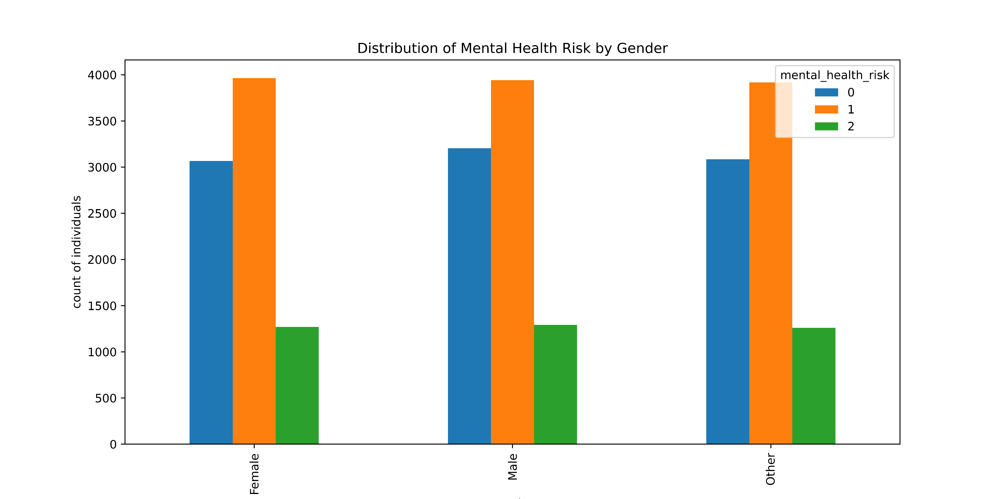 Distribution of Mental Health Risk by Gender
mental_health_risk
0
1
2
4000
3500
3000
2500
2000
1500
1000
500
0
count of individuals
Female
Male
Other